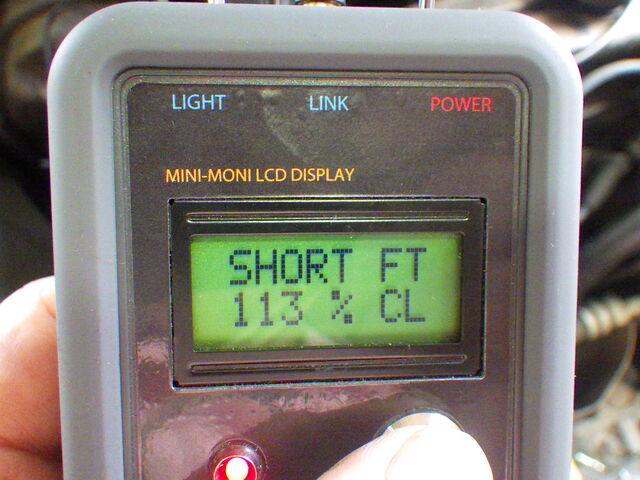 LIGHT LINK POWER
MINI-MONI LCD DISPLAY
SHORT FT
113 % CL